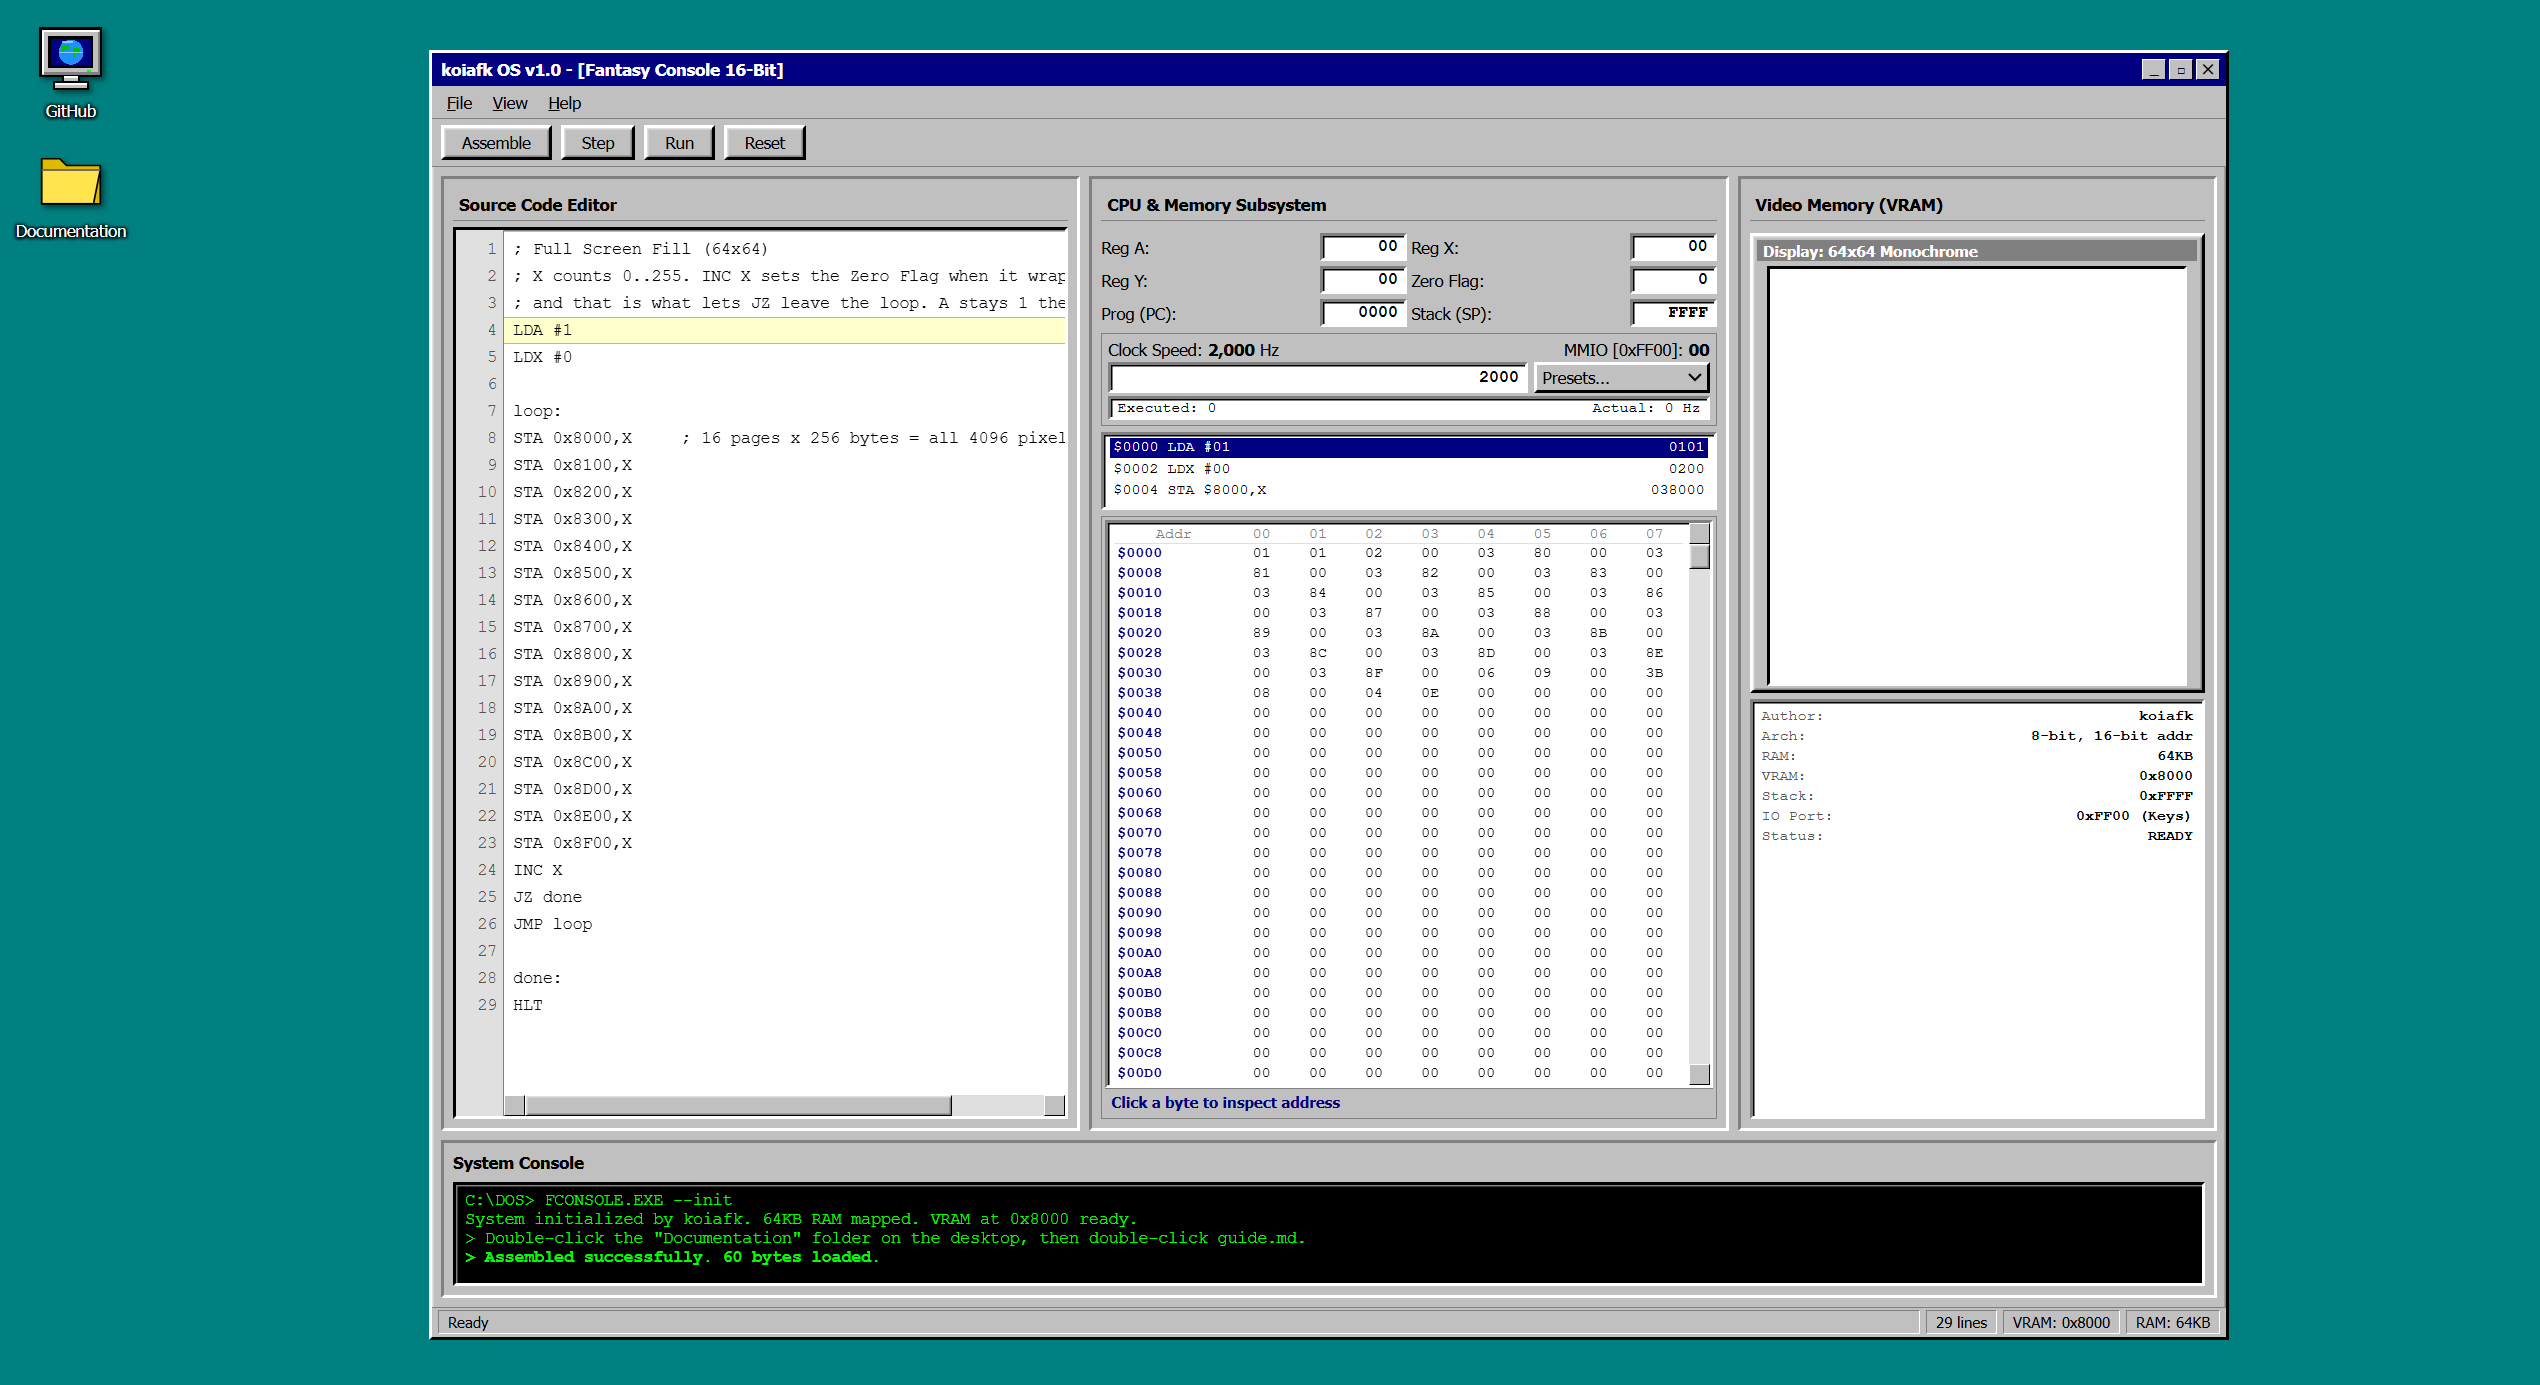 GitHub
Documentation
koiafk OS v1.0 - [Fantasy Console 16-Bit]
File View Help
Assemble Step Run Reset
Source Code Editor
1 ; Full Screen Fill (64x64)
2 ; X counts 0..255. INC X sets the Zero Flag when it wrap
3 ; and that is what lets JZ leave the loop. A stays 1 the
4 LDA #1
5 LDX #0
6
7 loop:
8 STA 0x8000,X ; 16 pages x 256 bytes = all 4096 pixel
9 STA 0x8100,X
10 STA 0x8200,X
11 STA 0x8300,X
12 STA 0x8400,X
13 STA 0x8500,X
14 STA 0x8600,X
15 STA 0x8700,X
16 STA 0x8800,X
17 STA 0x8900,X
18 STA 0x8A00,X
19 STA 0x8B00,X
20 STA 0x8C00,X
21 STA 0x8D00,X
22 STA 0x8E00,X
23 STA 0x8F00,X
24 INC X
25 JZ done
26 JMP loop
27
28 done:
29 HLT
CPU & Memory Subsystem
Reg A: 00 Reg X: 00
Reg Y: 00 Zero Flag: 0
Prog (PC): 0000 Stack (SP): FFFF
Clock Speed: 2,000 Hz MMIO [0xFF00]: 00
2000 Presets...
Executed: 0 Actual: 0 Hz
$0000 LDA #01 0101
$0002 LDX #00 0200
$0004 STA $8000,X 038000
Addr 00 01 02 03 04 05 06 07
$0000 01 01 02 00 03 80 00 03
$0008 81 00 03 82 00 03 83 00
$0010 03 84 00 03 85 00 03 86
$0018 00 03 87 00 03 88 00 03
$0020 89 00 03 8A 00 03 8B 00
$0028 03 8C 00 03 8D 00 03 8E
$0030 00 03 8F 00 06 09 00 3B
$0038 08 00 04 0E 00 00 00 00
$0040 00 00 00 00 00 00 00 00
$0048 00 00 00 00 00 00 00 00
$0050 00 00 00 00 00 00 00 00
$0058 00 00 00 00 00 00 00 00
$0060 00 00 00 00 00 00 00 00
$0068 00 00 00 00 00 00 00 00
$0070 00 00 00 00 00 00 00 00
$0078 00 00 00 00 00 00 00 00
$0080 00 00 00 00 00 00 00 00
$0088 00 00 00 00 00 00 00 00
$0090 00 00 00 00 00 00 00 00
$0098 00 00 00 00 00 00 00 00
$00A0 00 00 00 00 00 00 00 00
$00A8 00 00 00 00 00 00 00 00
$00B0 00 00 00 00 00 00 00 00
$00B8 00 00 00 00 00 00 00 00
$00C0 00 00 00 00 00 00 00 00
$00C8 00 00 00 00 00 00 00 00
$00D0 00 00 00 00 00 00 00 00
Click a byte to inspect address
Video Memory (VRAM)
Display: 64x64 Monochrome
Author: koiafk
Arch: 8-bit, 16-bit addr
RAM: 64KB
VRAM: 0x8000
Stack: 0xFFFF
IO Port: 0xFF00 (Keys)
Status: READY
System Console
C:\DOS> FCONSOLE.EXE --init
System initialized by koiafk. 64KB RAM mapped. VRAM at 0x8000 ready.
> Double-click the "Documentation" folder on the desktop, then double-click guide.md.
> Assembled successfully. 60 bytes loaded.
Ready 29 lines VRAM: 0x8000 RAM: 64KB